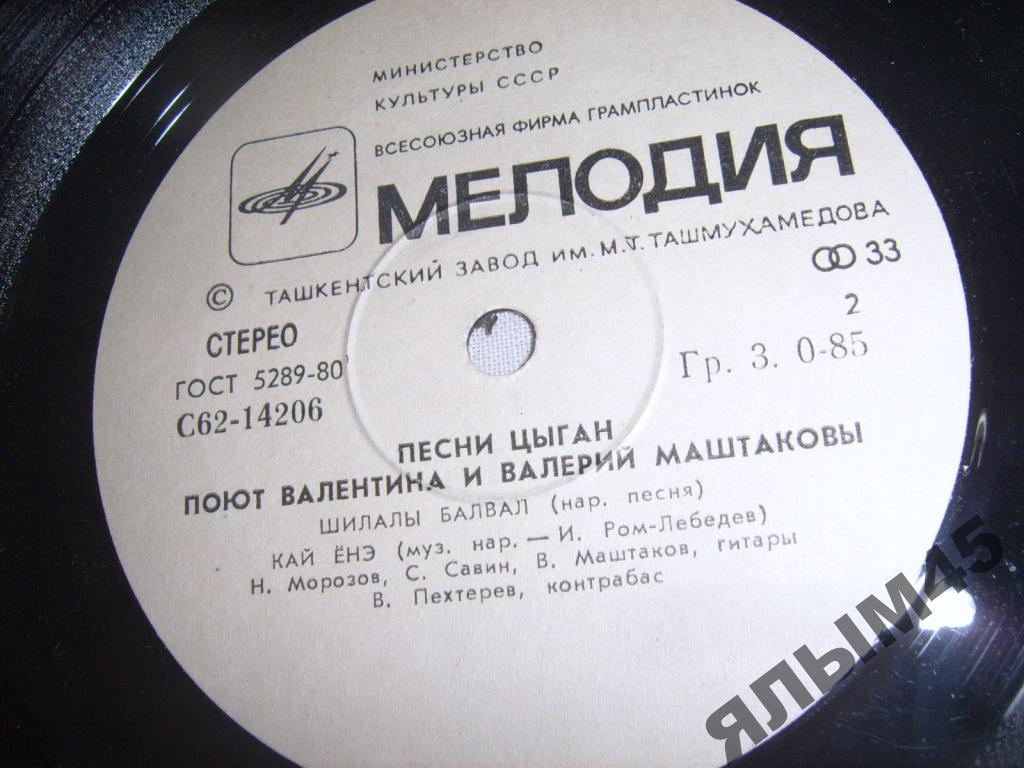 МИНИСТЕРСТВО
КУЛЬТУРЫ СССР
ВСЕСОЮЗНАЯ ФИРМА ГРАМПЛАСТИНОК
МЕЛОДИЯ
© ТАШКЕНТСКИЙ ЗАВОД ИМ. М.Т. ТАШМУХАМЕДОВА
СТЕРЕО
33
ГОСТ 5289-80
2
С62-14206
Гр. 3. 0-85
ПЕСНИ ЦЫГАН
ПОЮТ ВАЛЕНТИНА И ВАЛЕРИЙ МАШТАКОВЫ
ШИЛАЛЫ БАЛВАЛ (нар. песня)
КАЙ ЁНЭ (муз. нар. — И. Ром-Лебедев)
Н. Морозов, С. Савин, В. Маштаков, гитары
В. Пехтерев, контрабас
ЯЛЫМ45